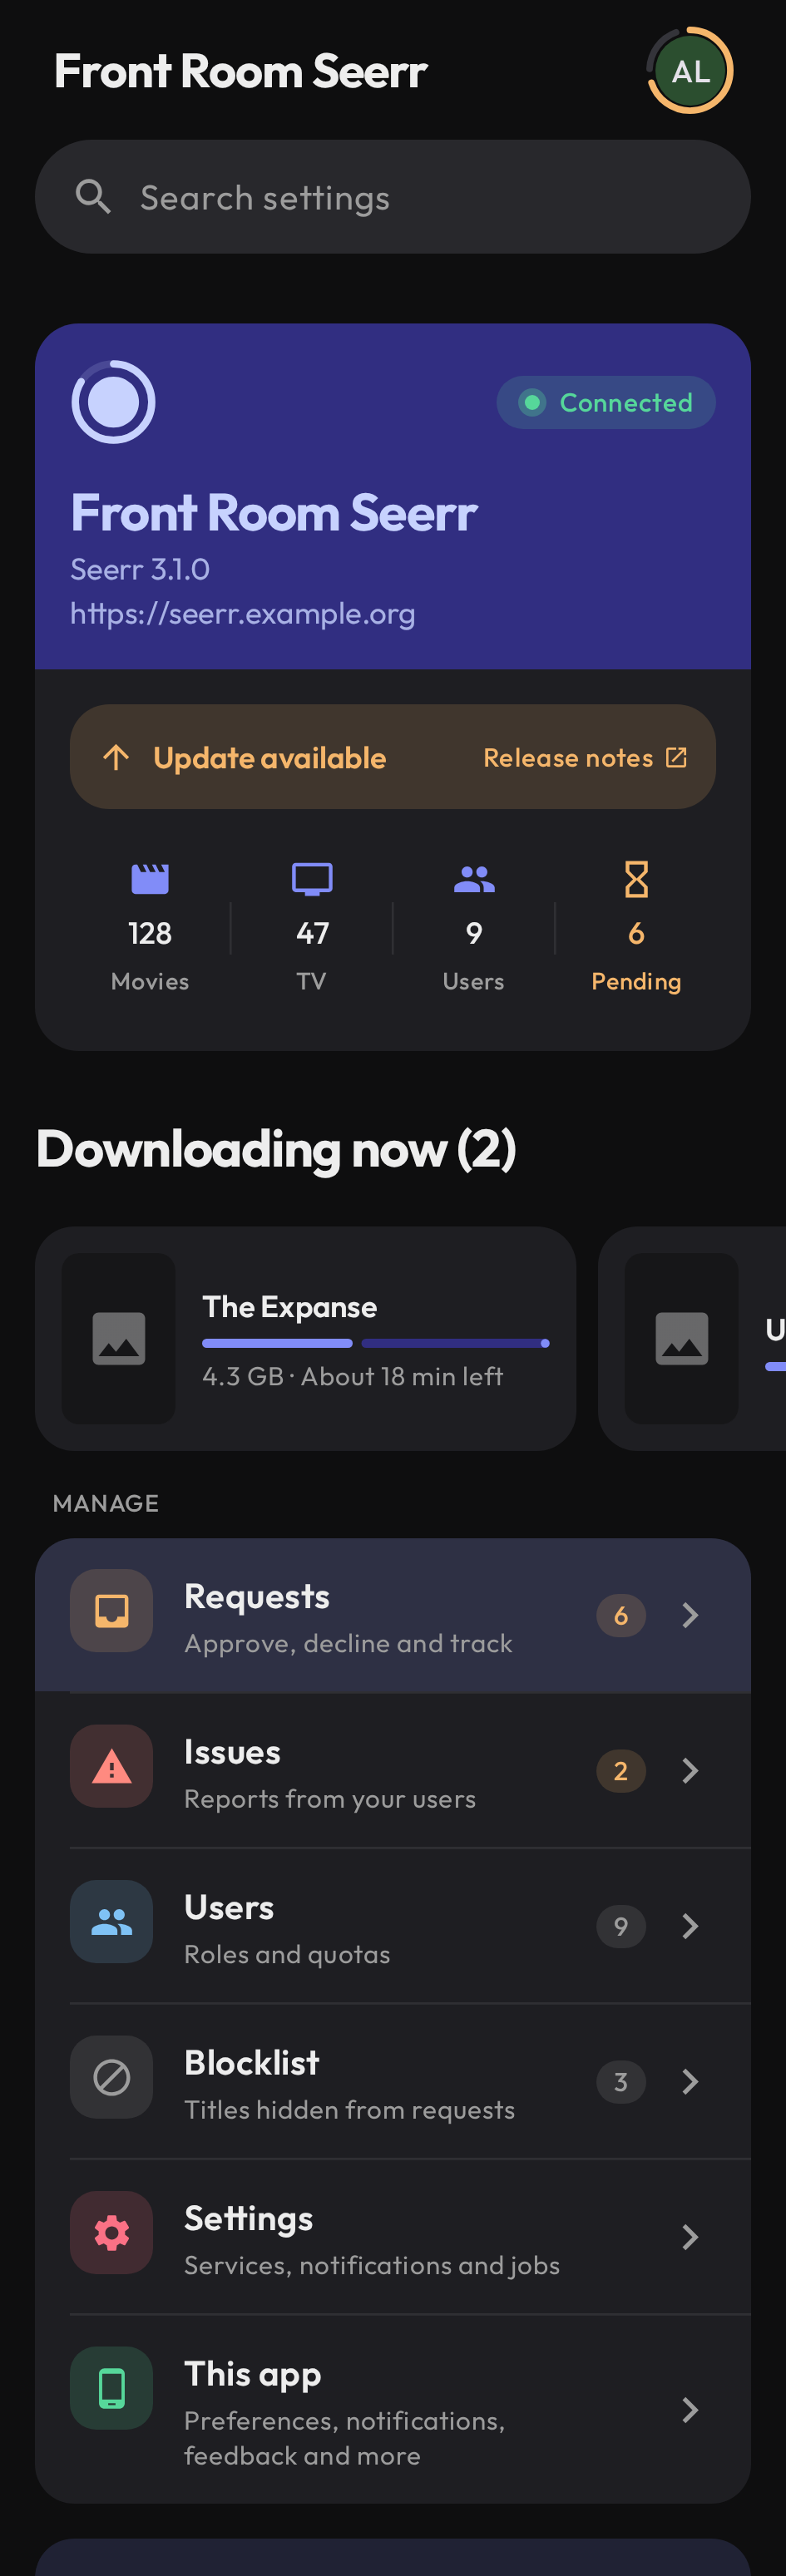 Front Room Seerr
AL
Search settings
Connected
Front Room Seerr
Seerr 3.1.0
https://seerr.example.org
Update available
Release notes
128
47
9
6
Movies
TV
Users
Pending
Downloading now (2)
The Expanse
4.3 GB · About 18 min left
U
MANAGE
Requests
Approve, decline and track
6
Issues
Reports from your users
2
Users
Roles and quotas
9
Blocklist
Titles hidden from requests
3
Settings
Services, notifications and jobs
This app
Preferences, notifications,
feedback and more